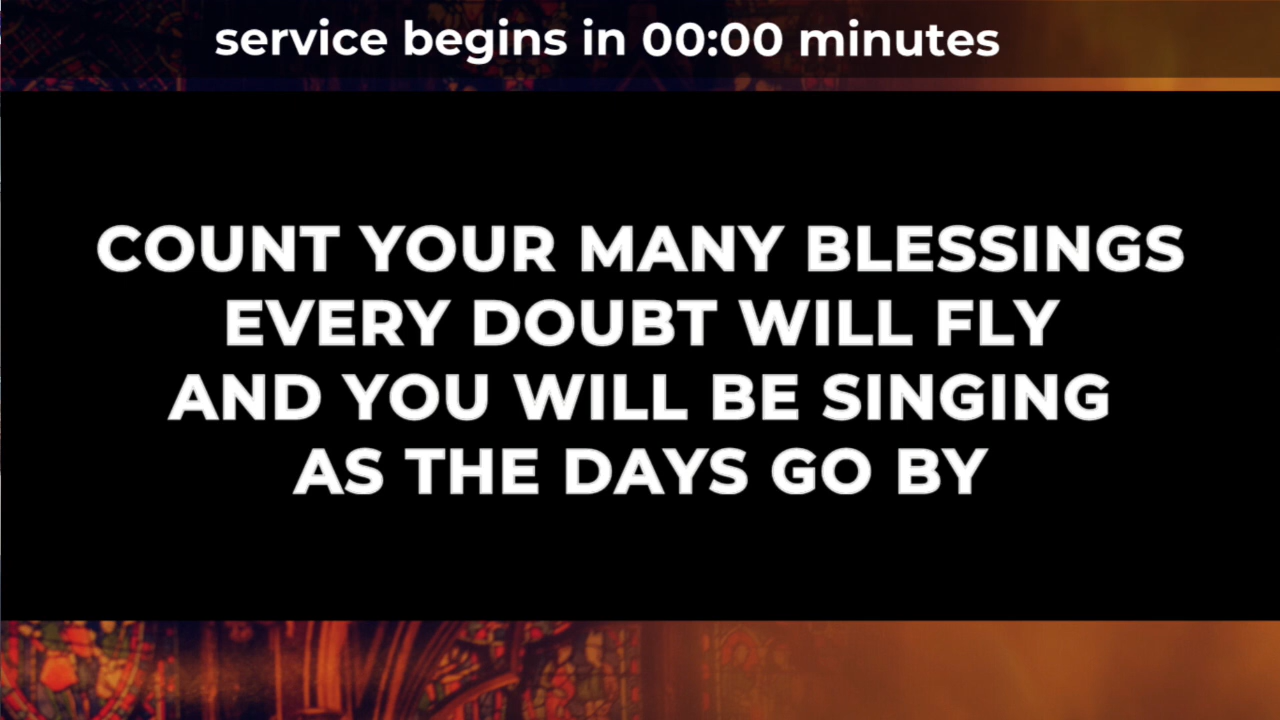 service begins in 00:00 minutes
COUNT YOUR MANY BLESSINGS
EVERY DOUBT WILL FLY
AND YOU WILL BE SINGING
AS THE DAYS GO BY